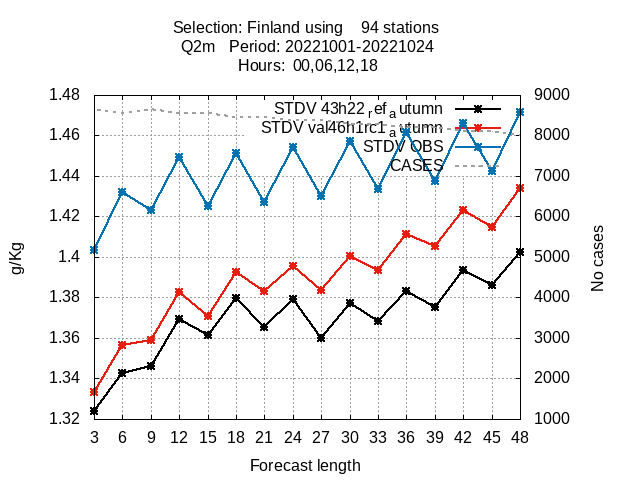 Selection: Finland using    94 stations
Q2m   Period: 20221001-20221024
Hours:  00,06,12,18
1.48
1.46
1.44
1.42
1.4
1.38
1.36
1.34
1.32
g/Kg
STDV 43h22_ref_autumn
STDV val46h1rc1_autumn
STDV OBS
CASES
9000
8000
7000
6000
5000
4000
3000
2000
1000
No cases
3 6 9 12 15 18 21 24 27 30 33 36 39 42 45 48
Forecast length